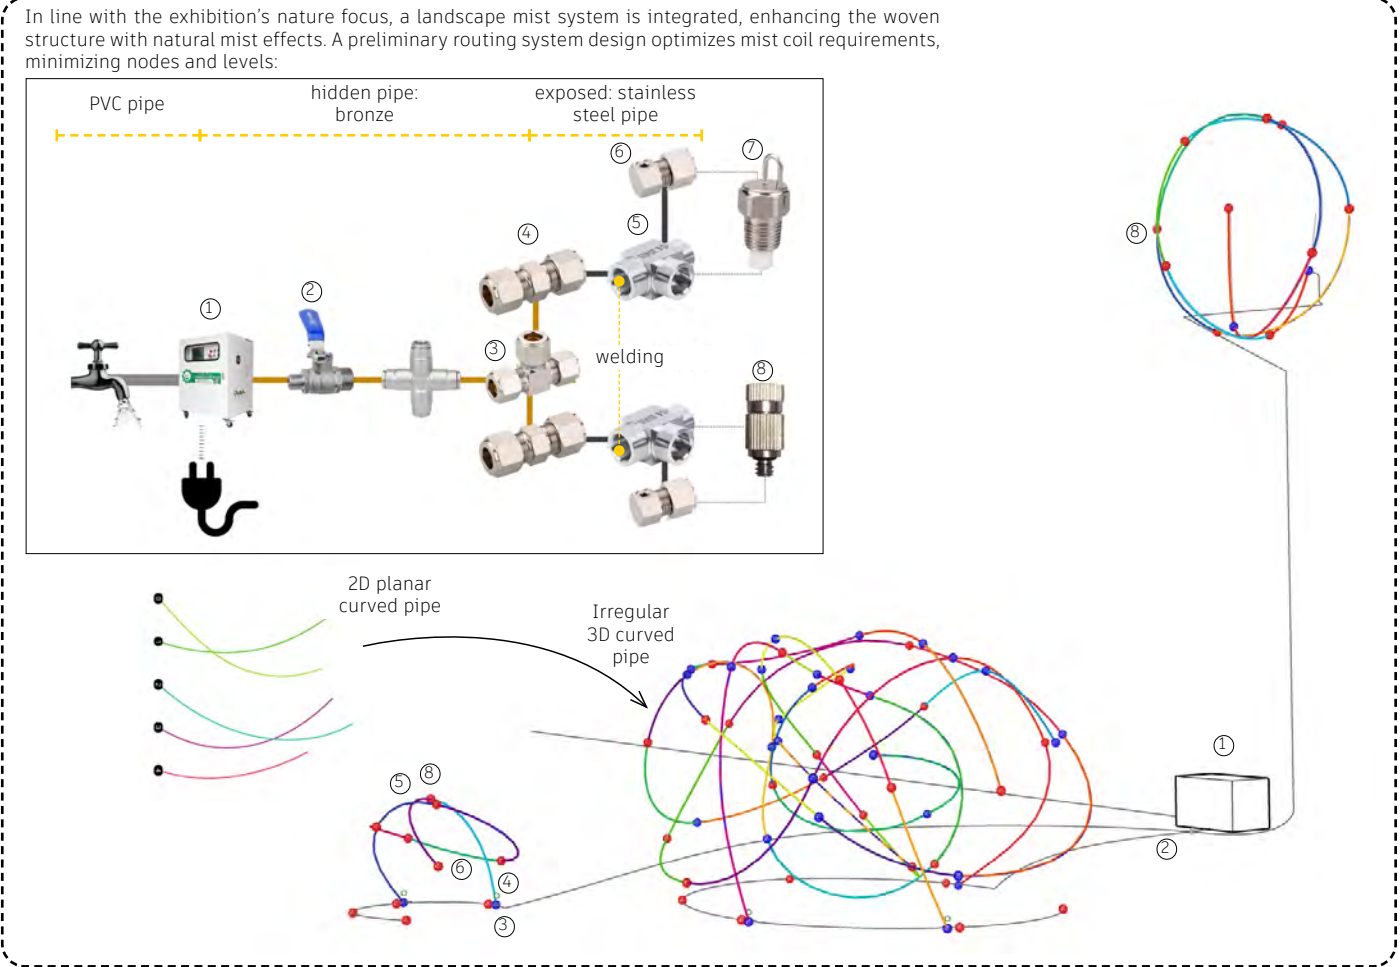 In line with the exhibition's nature focus, a landscape mist system is integrated, enhancing the woven
structure with natural mist effects. A preliminary routing system design optimizes mist coil requirements,
minimizing nodes and levels:
PVC pipe
hidden pipe:
bronze
exposed: stainless
steel pipe
6
7
5
4
2
1
3
welding
8
8
2D planar
curved pipe
Irregular
3D curved
pipe
1
2
5
8
6
4
3